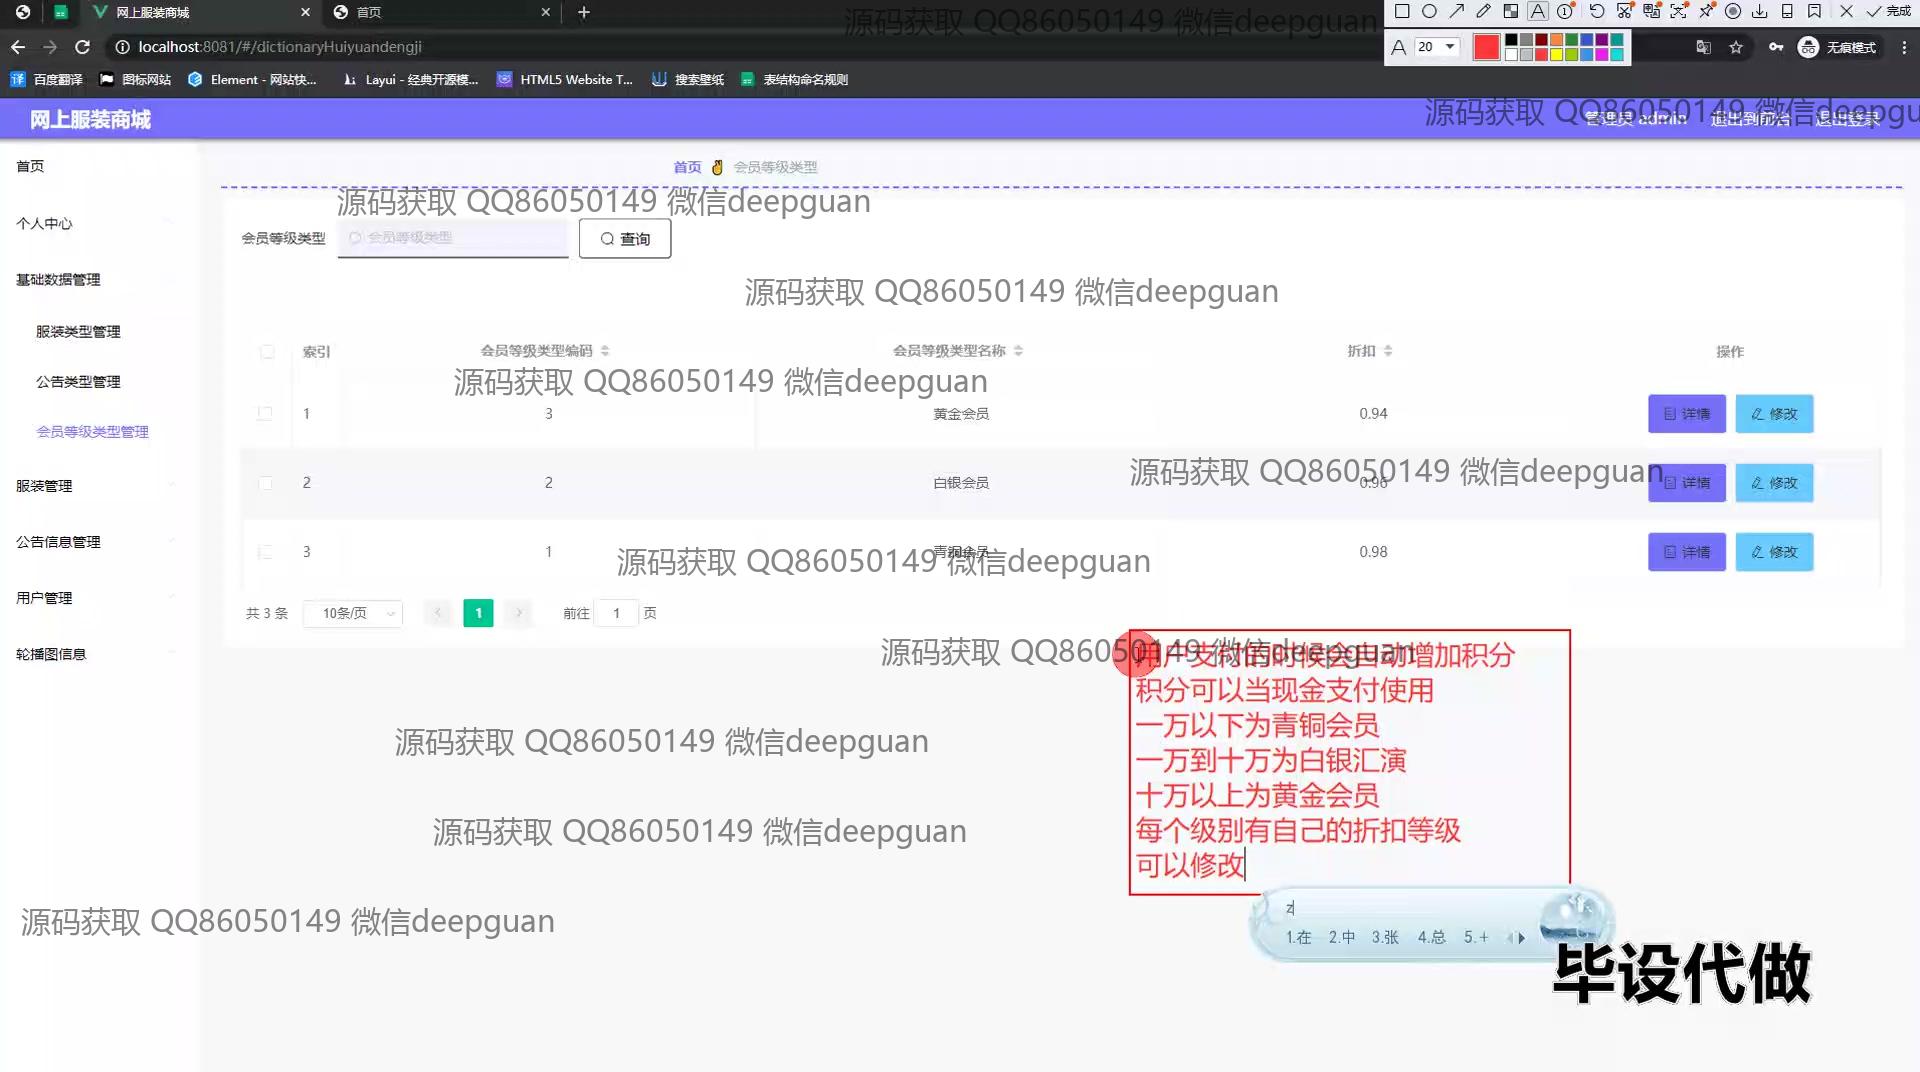 网上服装商城
首页
localhost:8081/#/dictionaryHuiyuandengji
20
完成
无痕模式
百度翻译
图标网站
Element - 网站快...
Layui - 经典开源模...
HTML5 Website T...
搜索壁纸
表结构命名规则
源码获取 QQ86050149 微信deepguan
网上服装商城
管理员 admin
退出到前台
退出登录
源码获取 QQ86050149 微信deepgu
首页
个人中心
基础数据管理
服装类型管理
公告类型管理
会员等级类型管理
服装管理
公告信息管理
用户管理
轮播图信息
首页 会员等级类型
源码获取 QQ86050149 微信deepguan
会员等级类型
会员等级类型
查询
源码获取 QQ86050149 微信deepguan
索引 会员等级类型编码 会员等级类型名称 折扣 操作
源码获取 QQ86050149 微信deepguan
1 3 黄金会员 0.94 详情 修改
源码获取 QQ86050149 微信deepguan
2 2 白银会员 0.96 详情 修改
3 1 青铜会员 0.98 详情 修改
源码获取 QQ86050149 微信deepguan
共 3 条 10条/页 1 前往 1 页
源码获取 QQ86050149 微信deepguan
用户支付的时候会自动增加积分
积分可以当现金支付使用
一万以下为青铜会员
一万到十万为白银汇演
十万以上为黄金会员
每个级别有自己的折扣等级
可以修改
源码获取 QQ86050149 微信deepguan
源码获取 QQ86050149 微信deepguan
源码获取 QQ86050149 微信deepguan
z
1.在 2.中 3.张 4.总 5.+
毕设代做